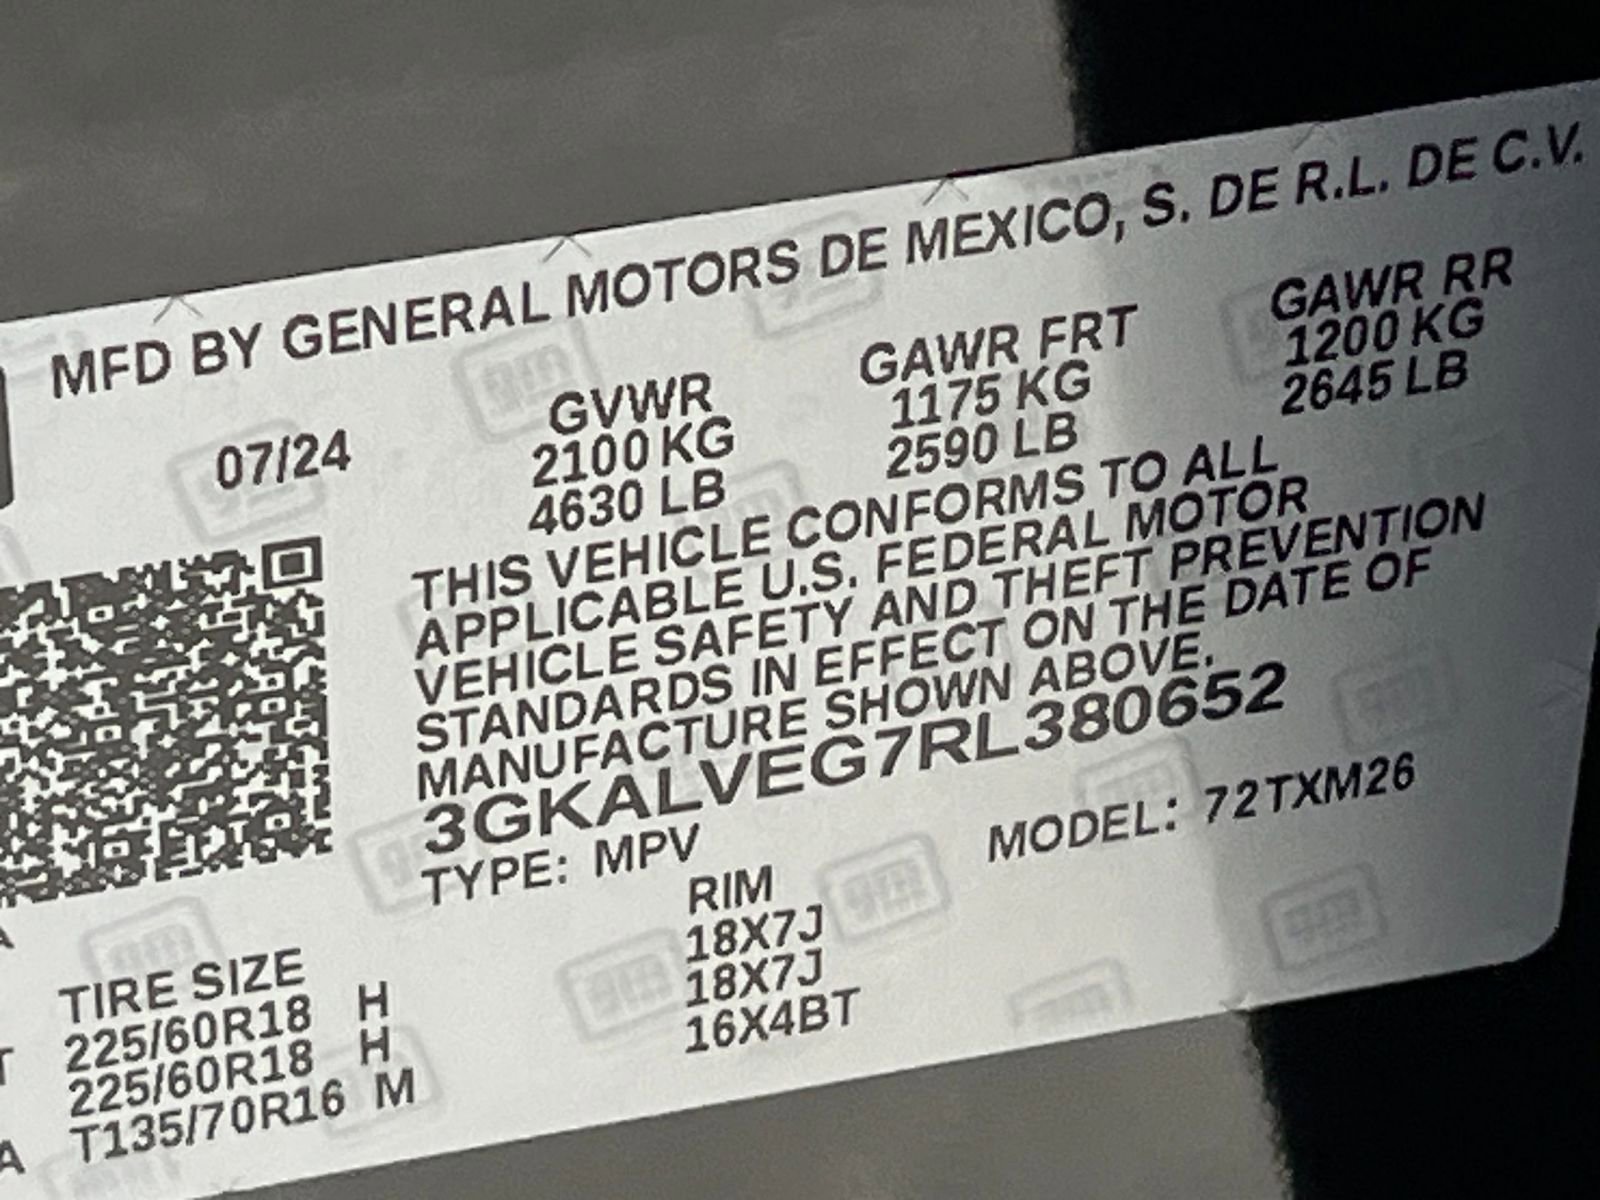 MFD BY GENERAL MOTORS DE MEXICO, S. DE R.L. DE C.V.
07/24
GVWR
2100 KG
4630 LB
GAWR FRT
1175 KG
2590 LB
GAWR RR
1200 KG
2645 LB
THIS VEHICLE CONFORMS TO ALL
APPLICABLE U.S. FEDERAL MOTOR
VEHICLE SAFETY AND THEFT PREVENTION
STANDARDS IN EFFECT ON THE DATE OF
MANUFACTURE SHOWN ABOVE.
3GKALVEG7RL380652
TYPE: MPV
MODEL: 72TXM26
TIRE SIZE
RIM
225/60R18 H
18X7J
225/60R18 H
18X7J
T135/70R16 M
16X4BT